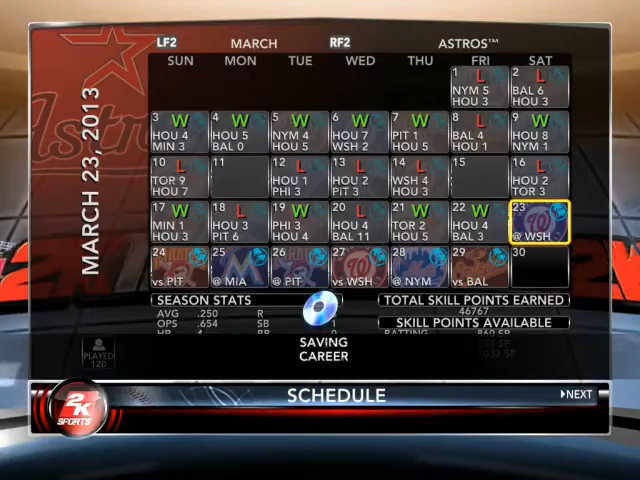 LF2 MARCH RF2 ASTROS™
SUN MON TUE WED THU FRI SAT
MARCH 23, 2013
1 L
NYM 5
HOU 3
2 L
BAL 6
HOU 3
3 W
HOU 4
MIN 3
4 W
HOU 5
BAL 0
5 W
NYM 4
HOU 5
6 W
HOU 7
WSH 2
7 W
PIT 1
HOU 5
8 L
BAL 4
HOU 1
9 W
HOU 8
NYM 1
10 L
TOR 9
HOU 7
11
12 L
HOU 1
PHI 3
13 L
HOU 2
PIT 3
14 L
WSH 4
HOU 3
15
16 L
HOU 2
TOR 3
17 W
MIN 1
HOU 3
18 L
HOU 3
PIT 6
19 W
PHI 3
HOU 4
20 L
HOU 4
BAL 11
21 W
TOR 2
HOU 5
22 W
HOU 4
BAL 3
23
@ WSH
24
vs PIT
25
@ MIA
26
@ PIT
27
vs WSH
28
@ NYM
29
vs BAL
30
SEASON STATS
AVG .250 R
OPS .654 SB 1
HR 4 0
TOTAL SKILL POINTS EARNED
46767
SKILL POINTS AVAILABLE
BATTING 860 SP
SAVING
CAREER
PLAYED
120
SCHEDULE
NEXT
2K
SPORTS